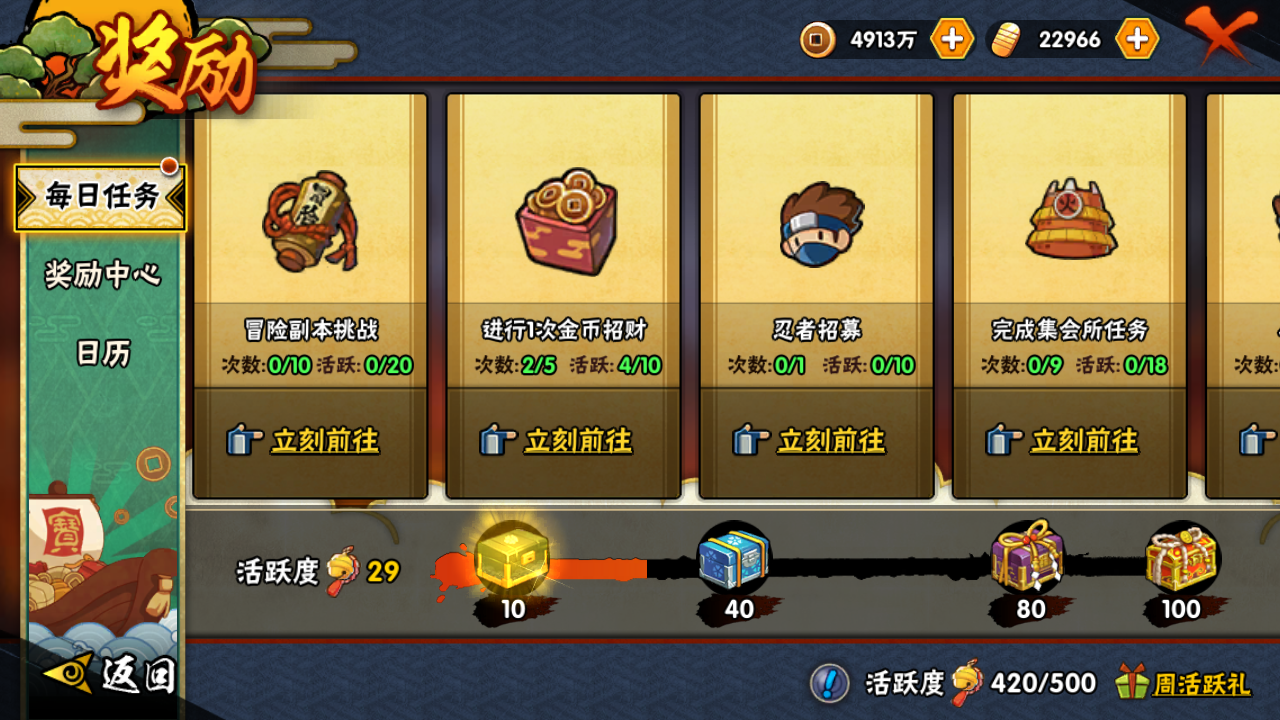 奖励
4913万
22966
每日任务
奖励中心
日历
冒险
冒险副本挑战
次数:0/10 活跃:0/20
立刻前往
进行1次金币招财
次数:2/5 活跃:4/10
立刻前往
忍者招募
次数:0/1 活跃:0/10
立刻前往
火
完成集会所任务
次数:0/9 活跃:0/18
立刻前往
次数:
寶
活跃度 29
10
40
80
100
返回
活跃度 420/500 周活跃礼